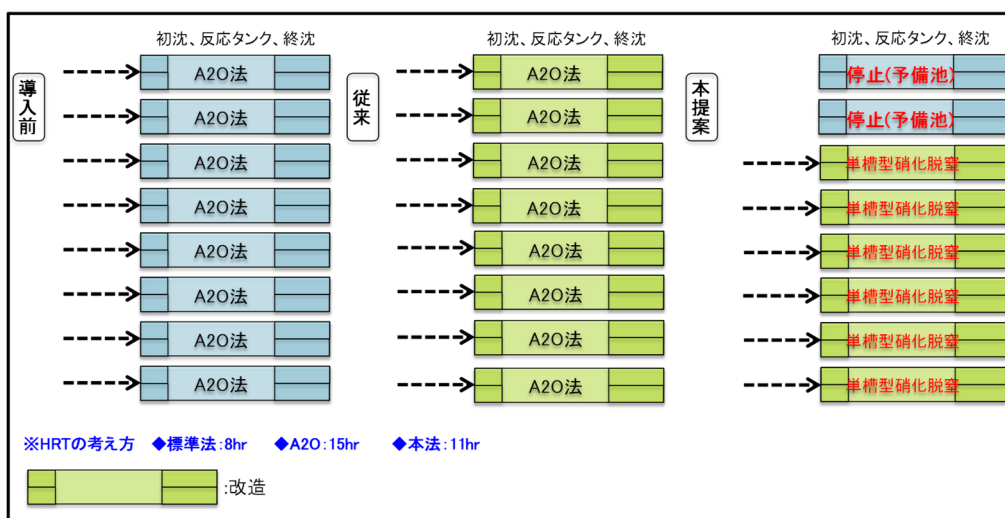 初沈、反応タンク、終沈
導入前
A2O法
A2O法
A2O法
A2O法
A2O法
A2O法
A2O法
A2O法
初沈、反応タンク、終沈
従来
A2O法
A2O法
A2O法
A2O法
A2O法
A2O法
A2O法
A2O法
初沈、反応タンク、終沈
本提案
停止(予備池)
停止(予備池)
単槽型硝化脱窒
単槽型硝化脱窒
単槽型硝化脱窒
単槽型硝化脱窒
単槽型硝化脱窒
単槽型硝化脱窒
※HRTの考え方 ◆標準法:8hr ◆A2O:15hr ◆本法:11hr
:改造